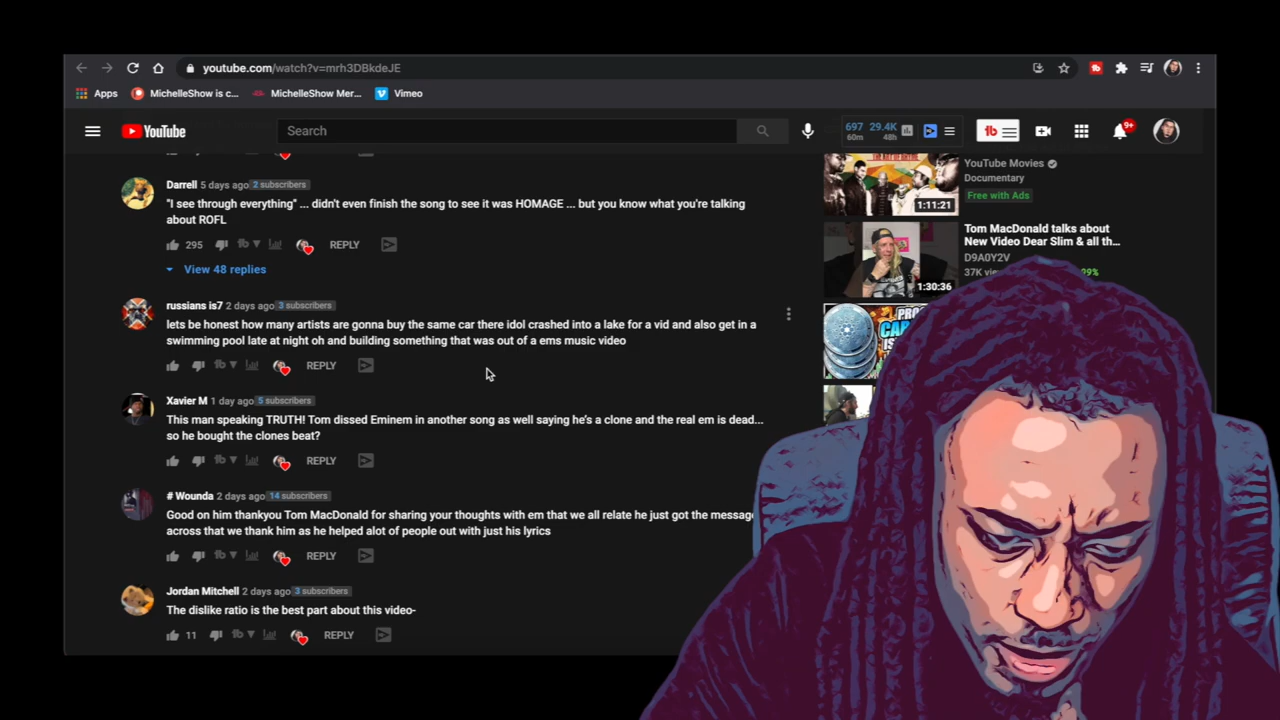 youtube.com/watch?v=mrh3DBkdeJE
Apps MichelleShow is c... MichelleShow Mer... Vimeo
YouTube Search 697 60m 29.4K 48h tb 9+
Darrell 5 days ago 2 subscribers
"I see through everything" ... didn't even finish the song to see it was HOMAGE ... but you know what you're talking
about ROFL
295 tb REPLY
View 48 replies
russians is7 2 days ago 3 subscribers
lets be honest how many artists are gonna buy the same car there idol crashed into a lake for a vid and also get in a
swimming pool late at night oh and building something that was out of a ems music video
tb REPLY
Xavier M 1 day ago 5 subscribers
This man speaking TRUTH! Tom dissed Eminem in another song as well saying he's a clone and the real em is dead...
so he bought the clones beat?
tb REPLY
# Wounda 2 days ago 14 subscribers
Good on him thankyou Tom MacDonald for sharing your thoughts with em that we all relate he just got the message
across that we thank him as he helped alot of people out with just his lyrics
tb REPLY
Jordan Mitchell 2 days ago 3 subscribers
The dislike ratio is the best part about this video-
11 tb REPLY
YouTube Movies
Documentary
Free with Ads
1:11:21
Tom MacDonald talks about
New Video Dear Slim & all th...
D9A0Y2V
1:30:36